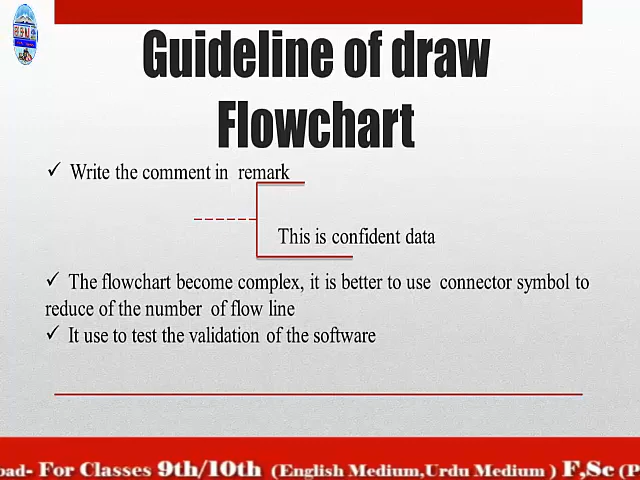 Guideline of draw
Flowchart
✓ Write the comment in remark
This is confident data
✓ The flowchart become complex, it is better to use connector symbol to
reduce of the number of flow line
✓ It use to test the validation of the software
oad- For Classes 9th/10th (English Medium,Urdu Medium ) F,Sc (P